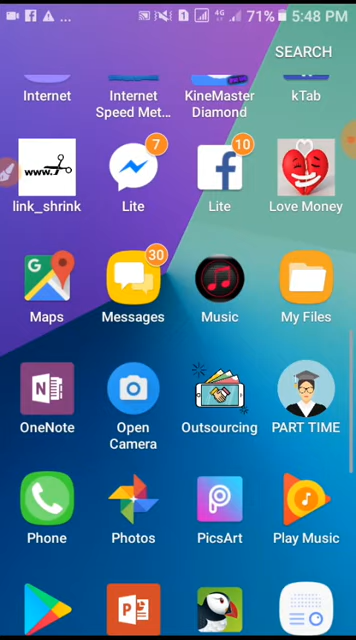 4G 71% 5:48 PM
SEARCH
Internet
Internet
Speed Met...
KineMaster
Diamond
kTab
7
10
www.
link_shrink
Lite
Lite
Love Money
30
Maps
Messages
Music
My Files
OneNote
Open
Camera
Outsourcing
PART TIME
Phone
Photos
PicsArt
Play Music